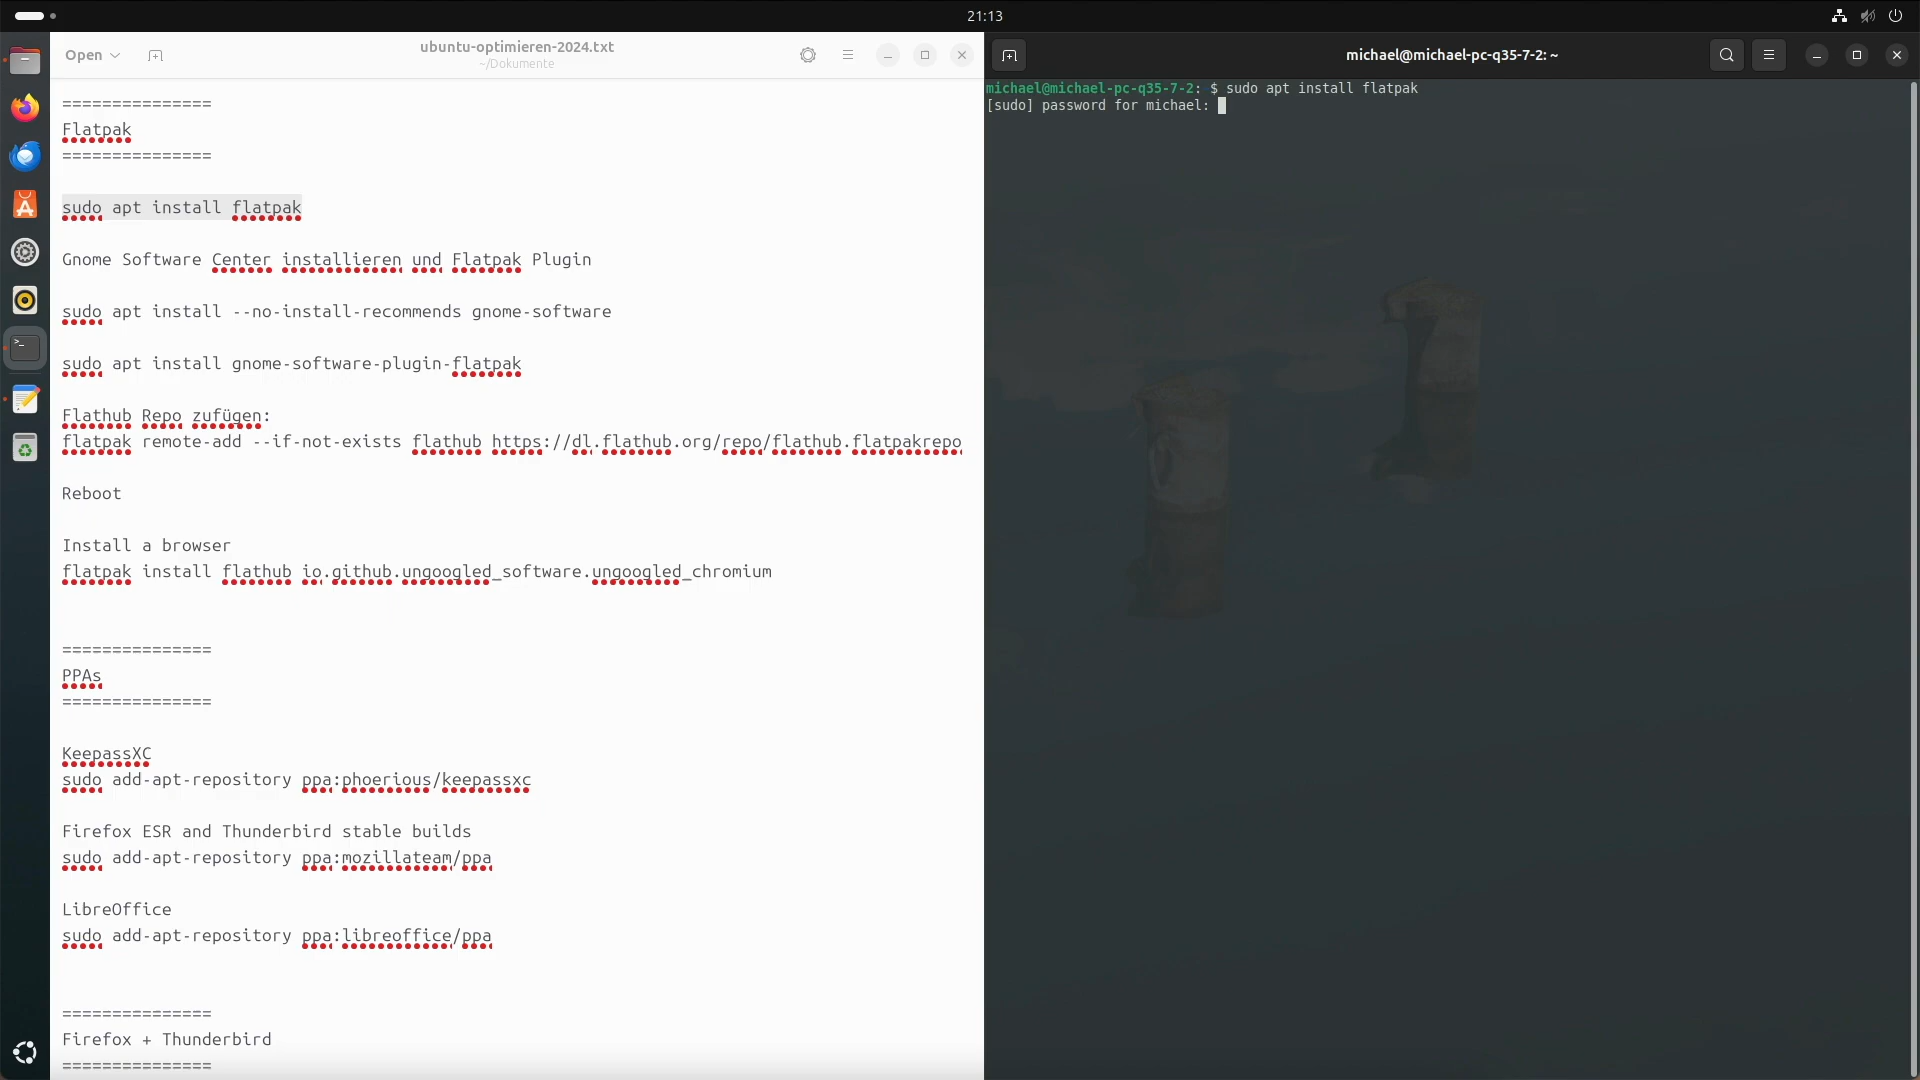 21:13
Open
ubuntu-optimieren-2024.txt
~/Dokumente
===============
Flatpak
===============
sudo apt install flatpak
Gnome Software Center installieren und Flatpak Plugin
sudo apt install --no-install-recommends gnome-software
sudo apt install gnome-software-plugin-flatpak
Flathub Repo zufügen:
flatpak remote-add --if-not-exists flathub https://dl.flathub.org/repo/flathub.flatpakrepo
Reboot
Install a browser
flatpak install flathub io.github.ungoogled_software.ungoogled_chromium
===============
PPAs
===============
KeepassXC
sudo add-apt-repository ppa:phoerious/keepassxc
Firefox ESR and Thunderbird stable builds
sudo add-apt-repository ppa:mozillateam/ppa
LibreOffice
sudo add-apt-repository ppa:libreoffice/ppa
===============
Firefox + Thunderbird
===============
michael@michael-pc-q35-7-2: ~
michael@michael-pc-q35-7-2: $ sudo apt install flatpak
[sudo] password for michael: